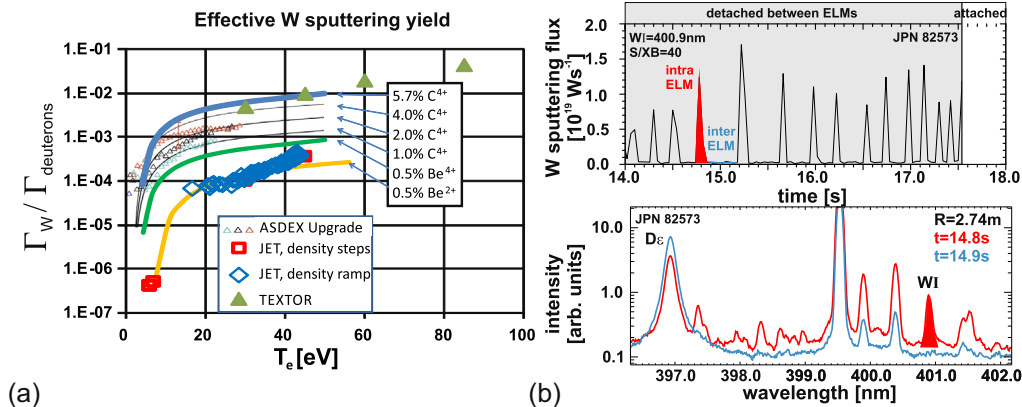 Effective W sputtering yield
ΓW / Γdeuterons
1.E-01
1.E-02
1.E-03
1.E-04
1.E-05
1.E-06
1.E-07
5.7% C4+
4.0% C4+
2.0% C4+
1.0% C4+
0.5% Be4+
0.5% Be2+
ASDEX Upgrade
JET, density steps
JET, density ramp
TEXTOR
0 20 40 60 80 100
Te[eV]
(a)
W sputtering flux
[10¹⁹ Ws⁻¹]
2.0
1.5
1.0
0.5
0.0
detached between ELMs attached
WI=400.9nm JPN 82573
S/XB=40
intra
ELM
inter
ELM
14.0 15.0 16.0 17.0 18.0
time [s]
intensity
[arb. units]
10.0
1.0
0.1
JPN 82573 R=2.74m
Dε t=14.8s
t=14.9s
WI
397.0 398.0 399.0 400.0 401.0 402.0
wavelength [nm]
(b)